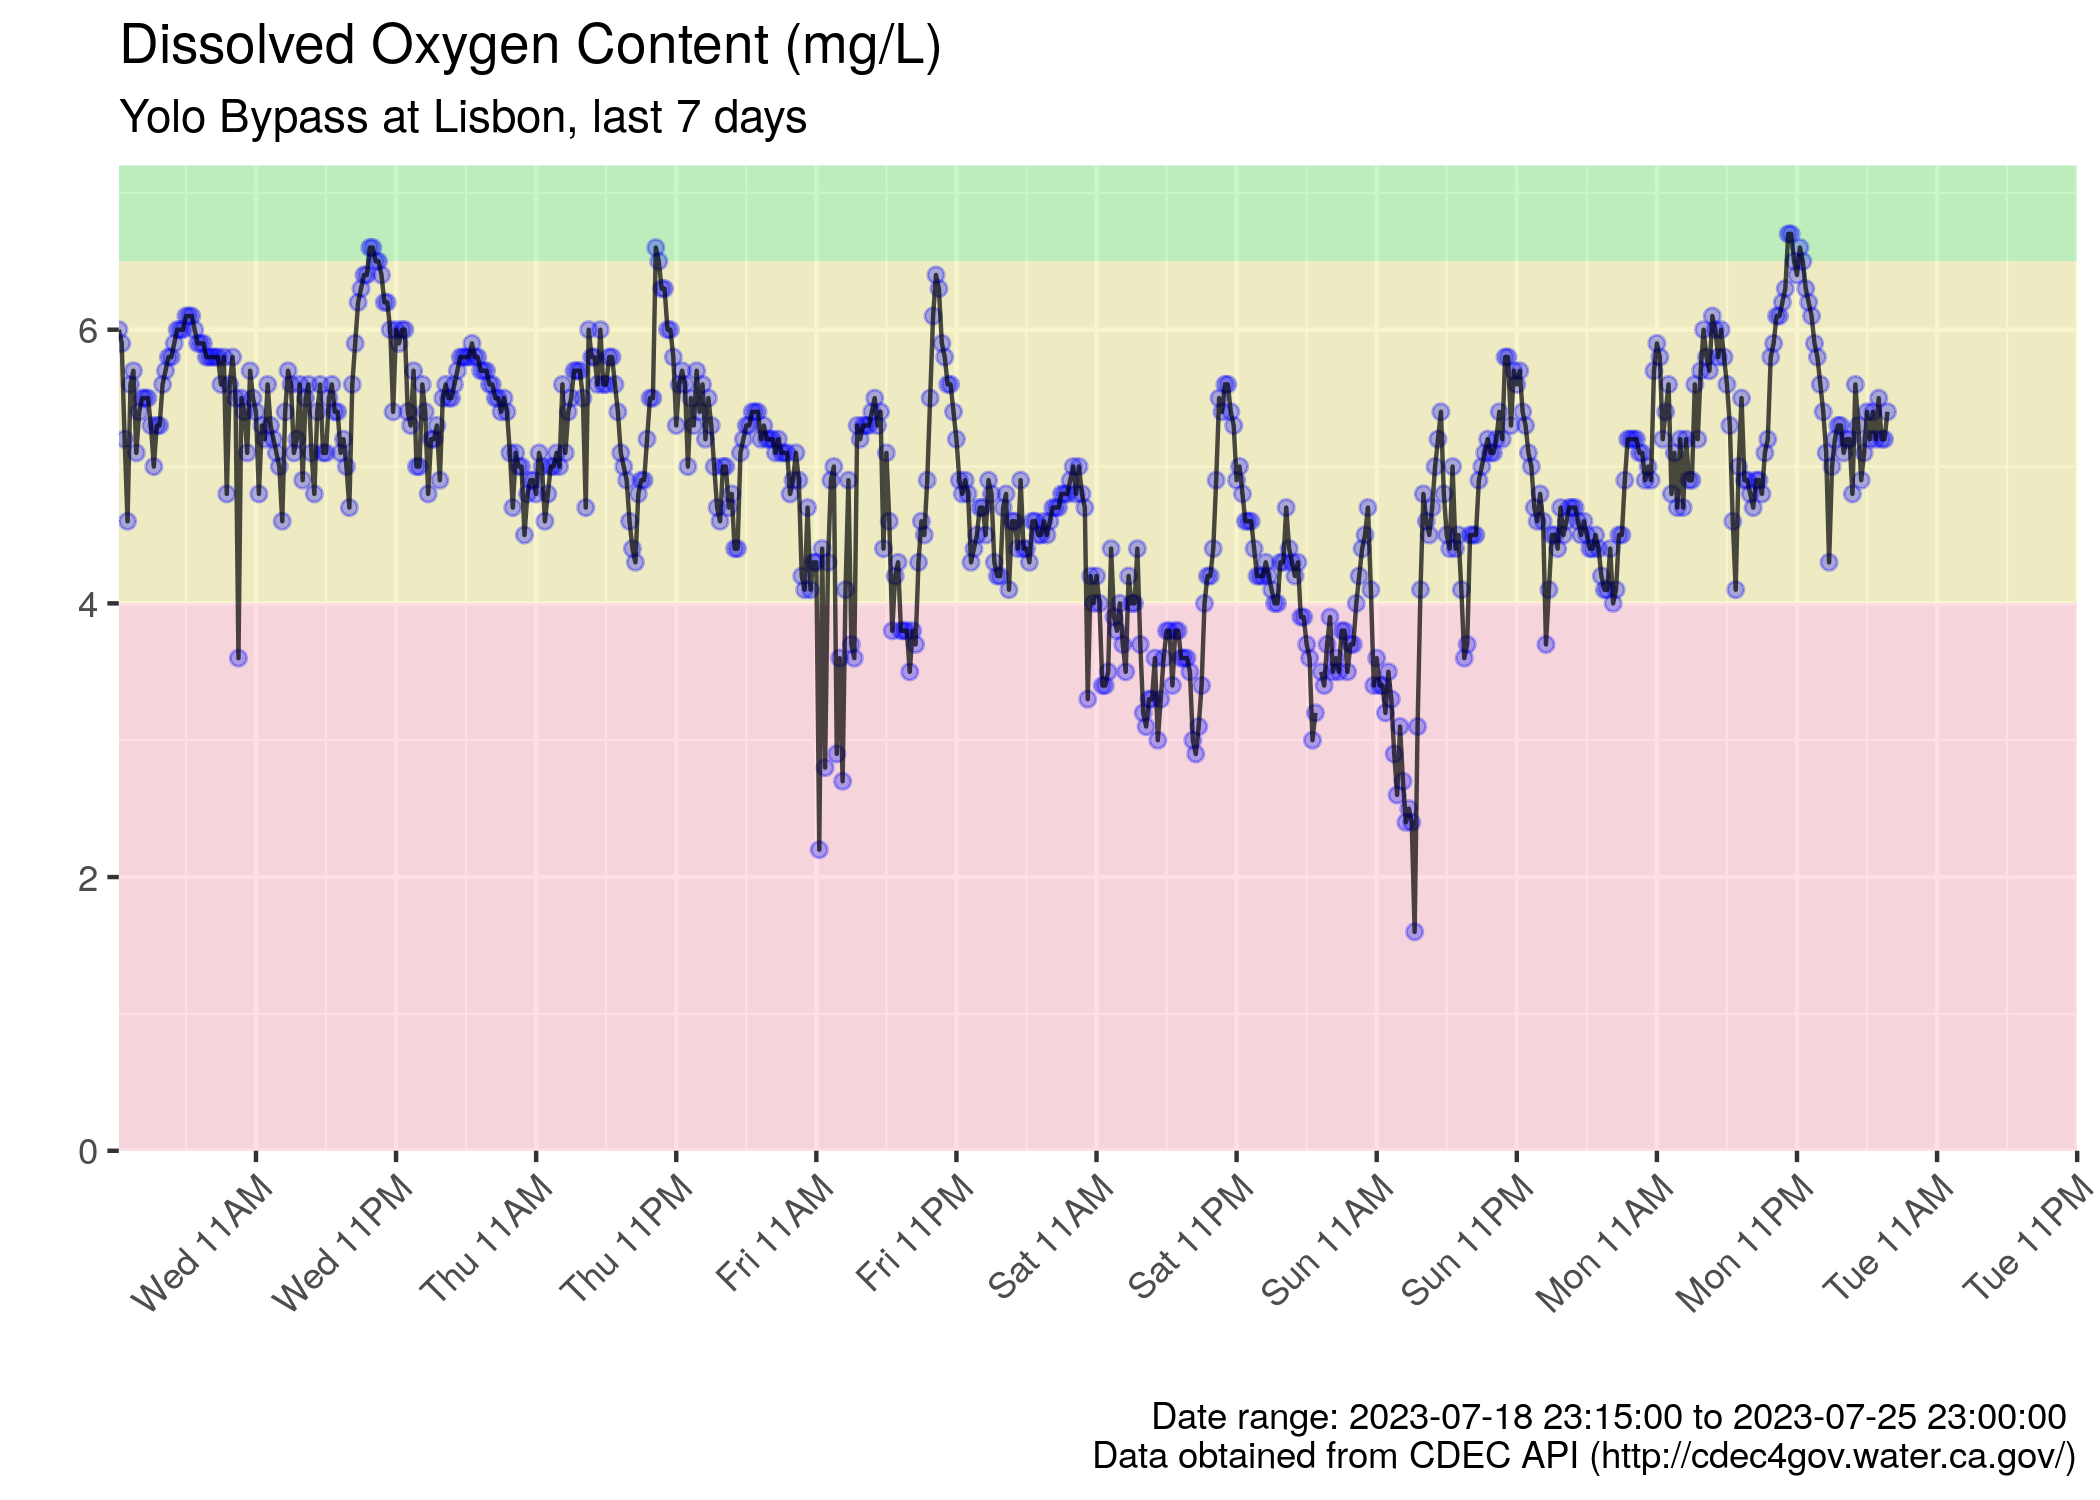 Dissolved Oxygen Content (mg/L)
Yolo Bypass at Lisbon, last 7 days
6
4
2
0
Wed 11AM
Wed 11PM
Thu 11AM
Thu 11PM
Fri 11AM
Fri 11PM
Sat 11AM
Sat 11PM
Sun 11AM
Sun 11PM
Mon 11AM
Mon 11PM
Tue 11AM
Tue 11PM
Date range: 2023-07-18 23:15:00 to 2023-07-25 23:00:00
Data obtained from CDEC API (http://cdec4gov.water.ca.gov/)